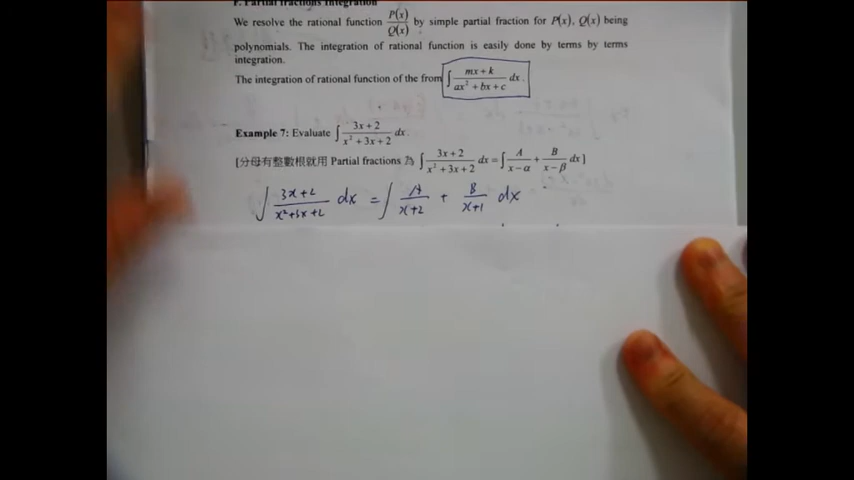 F. Partial fractions Integration
We resolve the rational function P(x)/Q(x) by simple partial fraction for P(x), Q(x) being
polynomials. The integration of rational function is easily done by terms by terms
integration.
The integration of rational function of the from ∫ (mx + k)/(ax² + bx + c) dx.
Example 7: Evaluate ∫ (3x + 2)/(x² + 3x + 2) dx.
[分母有整數根就用 Partial fractions 為 ∫ (3x + 2)/(x² + 3x + 2) dx = ∫ A/(x − α) + B/(x − β) dx ]
∫ (3x+2)/(x²+3x+2) dx = ∫ A/(x+2) + B/(x+1) dx